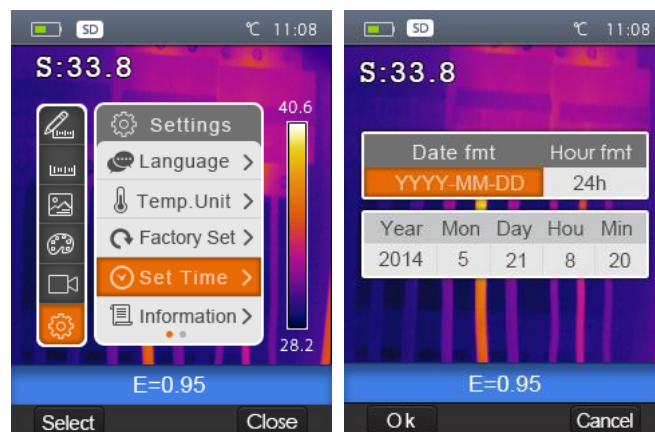 SD ℃ 11:08
S:33.8
40.6
Settings
Language >
Temp.Unit >
Factory Set >
Set Time >
Information >
28.2
E=0.95
Select Close
SD ℃ 11:08
S:33.8
Date fmt Hour fmt
YYYY-MM-DD 24h
Year Mon Day Hou Min
2014 5 21 8 20
E=0.95
Ok Cancel